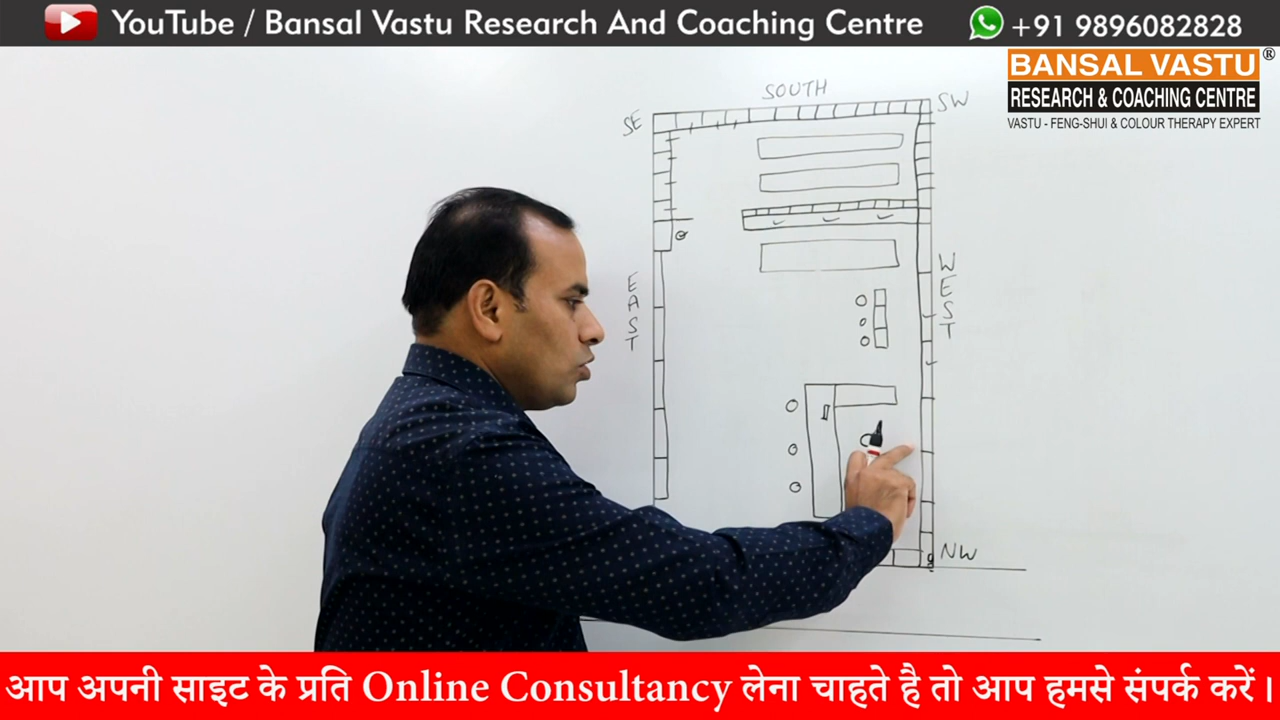 YouTube / Bansal Vastu Research And Coaching Centre
+91 9896082828
BANSAL VASTU®
RESEARCH & COACHING CENTRE
VASTU - FENG-SHUI & COLOUR THERAPY EXPERT
SOUTH
SE
SW
EAST
WEST
NW
आप अपनी साइट के प्रति Online Consultancy लेना चाहते है तो आप हमसे संपर्क करें।